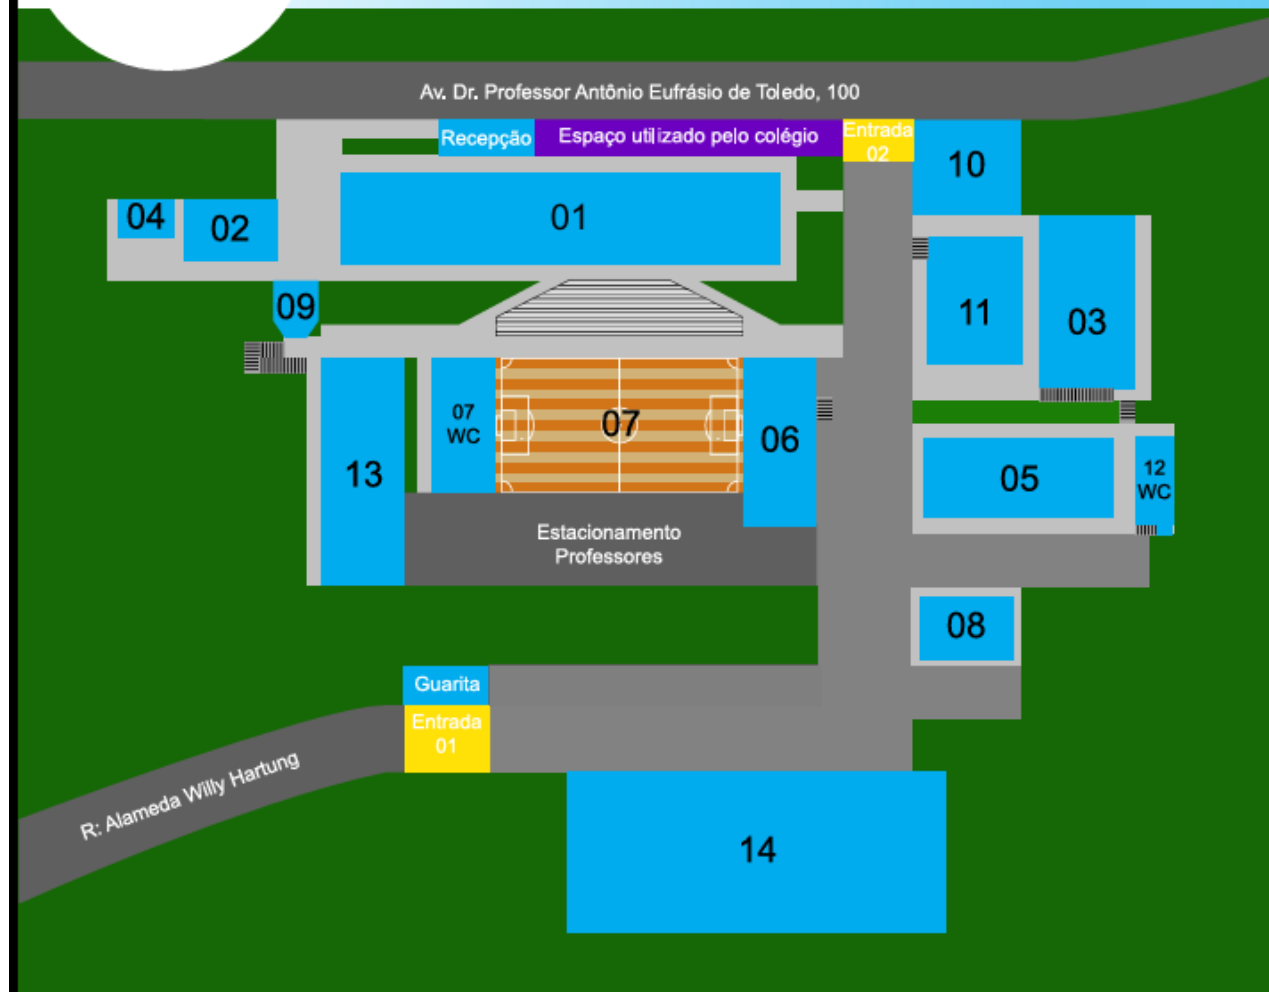 Av. Dr. Professor Antônio Eufrásio de Toledo, 100
Recepção
Espaço utilizado pelo colégio
Entrada
02
10
04
02
01
09
11
03
07
WC
07
06
13
05
12
WC
Estacionamento
Professores
08
Guarita
Entrada
01
R: Alameda Willy Hartung
14